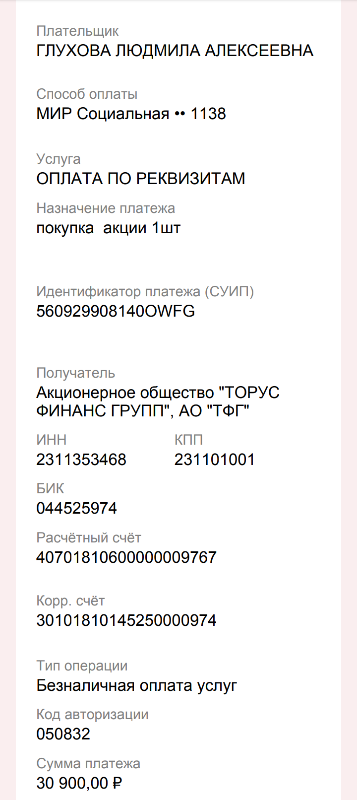 Плательщик
ГЛУХОВА ЛЮДМИЛА АЛЕКСЕЕВНА
Способ оплаты
МИР Социальная •• 1138
Услуга
ОПЛАТА ПО РЕКВИЗИТАМ
Назначение платежа
покупка акции 1шт
Идентификатор платежа (СУИП)
560929908140OWFG
Получатель
Акционерное общество "ТОРУС
ФИНАНС ГРУПП", АО "ТФГ"
ИНН КПП
2311353468 231101001
БИК
044525974
Расчётный счёт
40701810600000009767
Корр. счёт
30101810145250000974
Тип операции
Безналичная оплата услуг
Код авторизации
050832
Сумма платежа
30 900,00 ₽